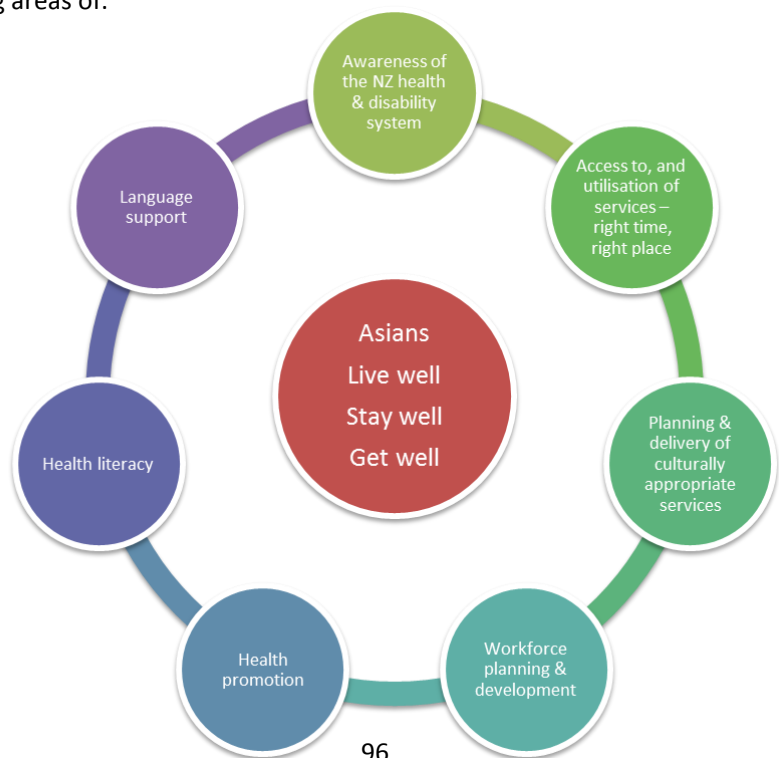 g areas of:
Awareness of
the NZ health
& disability
system
Access to, and
utilisation of
services –
right time,
right place
Planning &
delivery of
culturally
appropriate
services
Workforce
planning &
development
Health
promotion
Health literacy
Language
support
Asians
Live well
Stay well
Get well
96